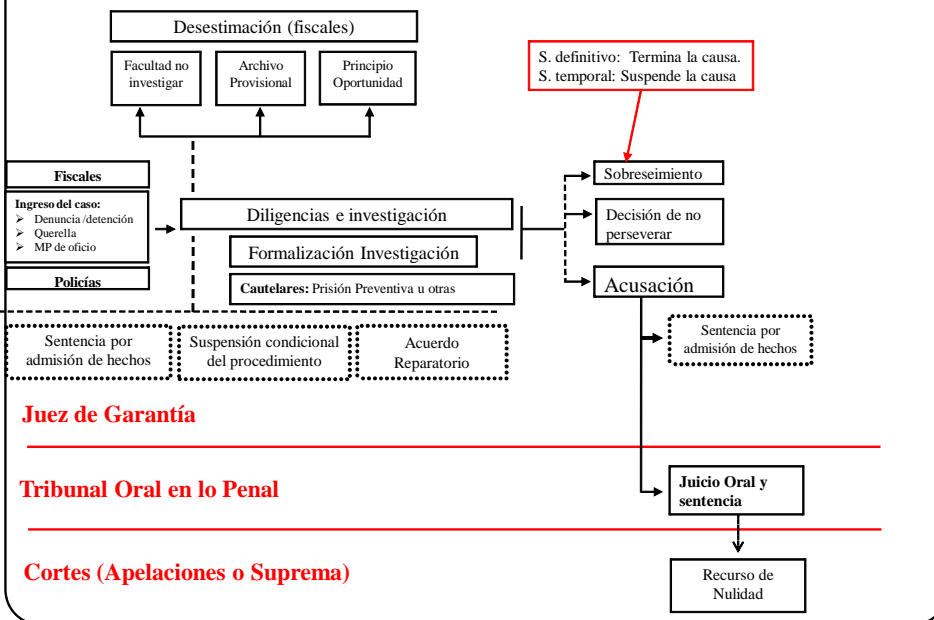 Desestimación (fiscales)
Facultad no
investigar
Archivo
Provisional
Principio
Oportunidad
S. definitivo: Termina la causa.
S. temporal: Suspende la causa
Fiscales
Ingreso del caso:
➢ Denuncia /detención
➢ Querella
➢ MP de oficio
Policías
Diligencias e investigación
Formalización Investigación
Cautelares: Prisión Preventiva u otras
Sobreseimiento
Decisión de no
perseverar
Acusación
Sentencia por
admisión de hechos
Suspensión condicional
del procedimiento
Acuerdo
Reparatorio
Sentencia por
admisión de hechos
Juez de Garantía
Tribunal Oral en lo Penal
Juicio Oral y
sentencia
Cortes (Apelaciones o Suprema)
Recurso de
Nulidad